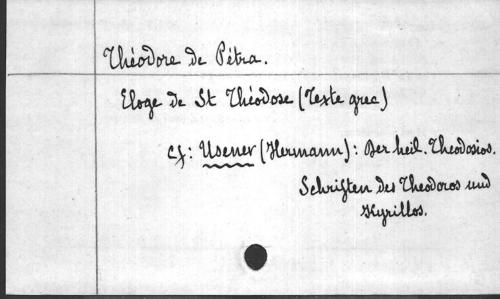 Théodore de Pétra.
Eloge de St Théodose (Texte grec)
Cf: Usener (Hermann): Der heil. Theodosios.
Schriften des Theodoros und
Kyrillos.